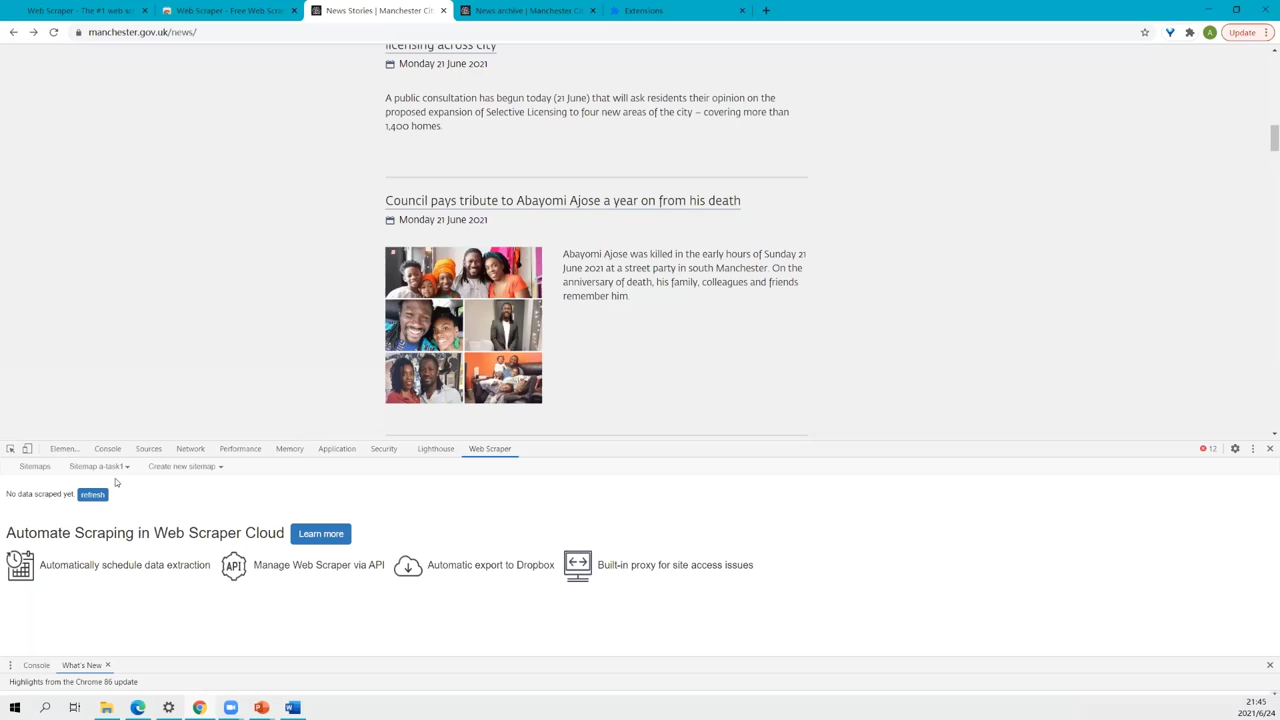 Web Scraper - The #1 web sc
Web Scraper - Free Web Scra
News Stories | Manchester Cit
News archive | Manchester Cit
Extensions
manchester.gov.uk/news/
A
Update
licensing across city
Monday 21 June 2021
A public consultation has begun today (21 June) that will ask residents their opinion on the
proposed expansion of Selective Licensing to four new areas of the city – covering more than
1,400 homes.
Council pays tribute to Abayomi Ajose a year on from his death
Monday 21 June 2021
Abayomi Ajose was killed in the early hours of Sunday 21
June 2021 at a street party in south Manchester. On the
anniversary of death, his family, colleagues and friends
remember him.
Elemen... Console Sources Network Performance Memory Application Security Lighthouse Web Scraper 12
Sitemaps Sitemap a-task1 Create new sitemap
No data scraped yet. refresh
Automate Scraping in Web Scraper Cloud Learn more
Automatically schedule data extraction API Manage Web Scraper via API Automatic export to Dropbox Built-in proxy for site access issues
Console What's New
Highlights from the Chrome 86 update
21:45
2021/6/24